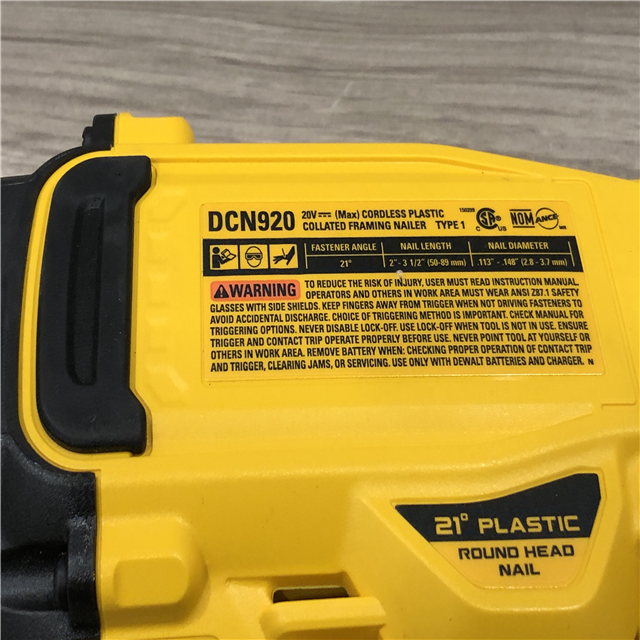 DCN920 20V⎓ (Max) CORDLESS PLASTIC
COLLATED FRAMING NAILER TYPE 1
150209
SA US
NOM ANCE MR
FASTENER ANGLE NAIL LENGTH NAIL DIAMETER
21° 2"- 3 1/2" (50-89 mm) .113" - .148" (2.8 - 3.7 mm)
WARNING TO REDUCE THE RISK OF INJURY, USER MUST READ INSTRUCTION MANUAL.
OPERATORS AND OTHERS IN WORK AREA MUST WEAR ANSI Z87.1 SAFETY
GLASSES WITH SIDE SHIELDS. KEEP FINGERS AWAY FROM TRIGGER WHEN NOT DRIVING FASTENERS TO
AVOID ACCIDENTAL DISCHARGE. CHOICE OF TRIGGERING METHOD IS IMPORTANT. CHECK MANUAL FOR
TRIGGERING OPTIONS. NEVER DISABLE LOCK-OFF. USE LOCK-OFF WHEN TOOL IS NOT IN USE. ENSURE
TRIGGER AND CONTACT TRIP OPERATE PROPERLY BEFORE USE. NEVER POINT TOOL AT YOURSELF OR
OTHERS IN WORK AREA. REMOVE BATTERY WHEN: CHECKING PROPER OPERATION OF CONTACT TRIP
AND TRIGGER, CLEARING JAMS, OR SERVICING. USE ONLY WITH DEWALT BATTERIES AND CHARGER. N
21° PLASTIC
ROUND HEAD
NAIL